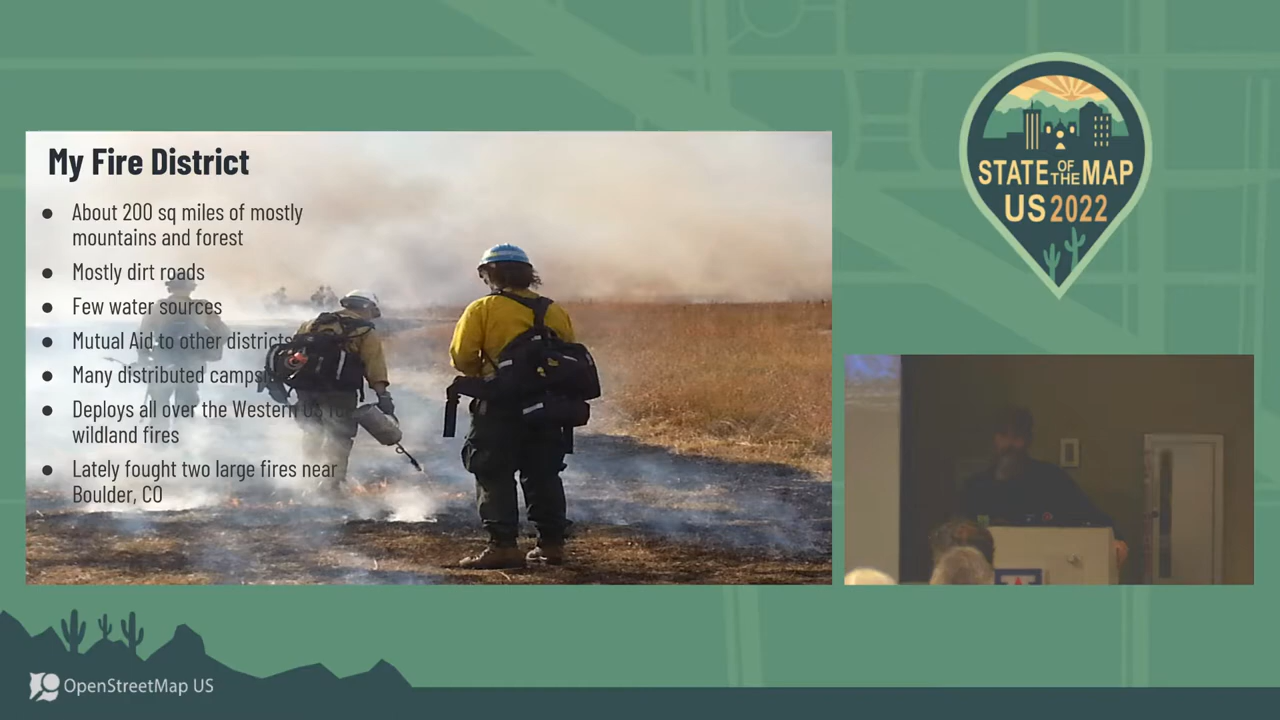 My Fire District
● About 200 sq miles of mostly
mountains and forest
● Mostly dirt roads
● Few water sources
● Mutual Aid to other districts
● Many distributed camps
● Deploys all over the Western US
wildland fires
● Lately fought two large fires near
Boulder, CO
STATE OF THE MAP
US 2022
OpenStreetMap US